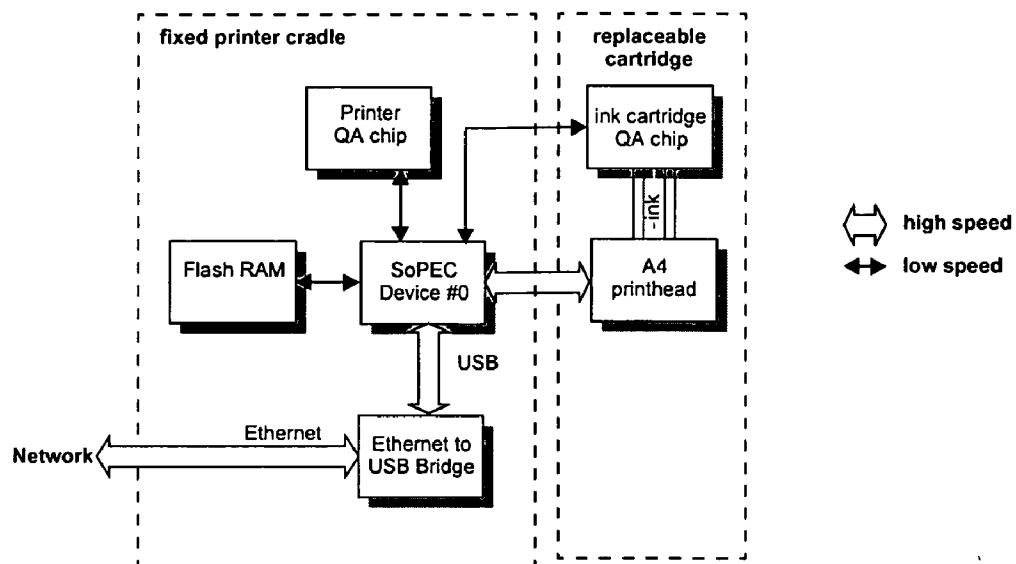 fixed printer cradle
replaceable
cartridge
Printer
QA chip
ink cartridge
QA chip
ink
high speed
low speed
Flash RAM
SoPEC
Device #0
A4
printhead
USB
Ethernet
Network
Ethernet to
USB Bridge